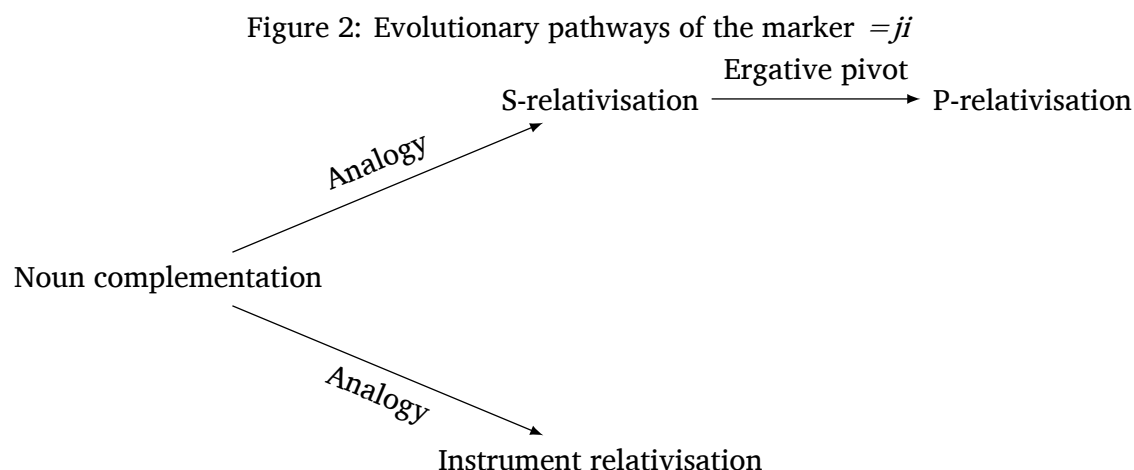 Figure 2: Evolutionary pathways of the marker =ji
Ergative pivot
S-relativisation
P-relativisation
Analogy
Noun complementation
Analogy
Instrument relativisation